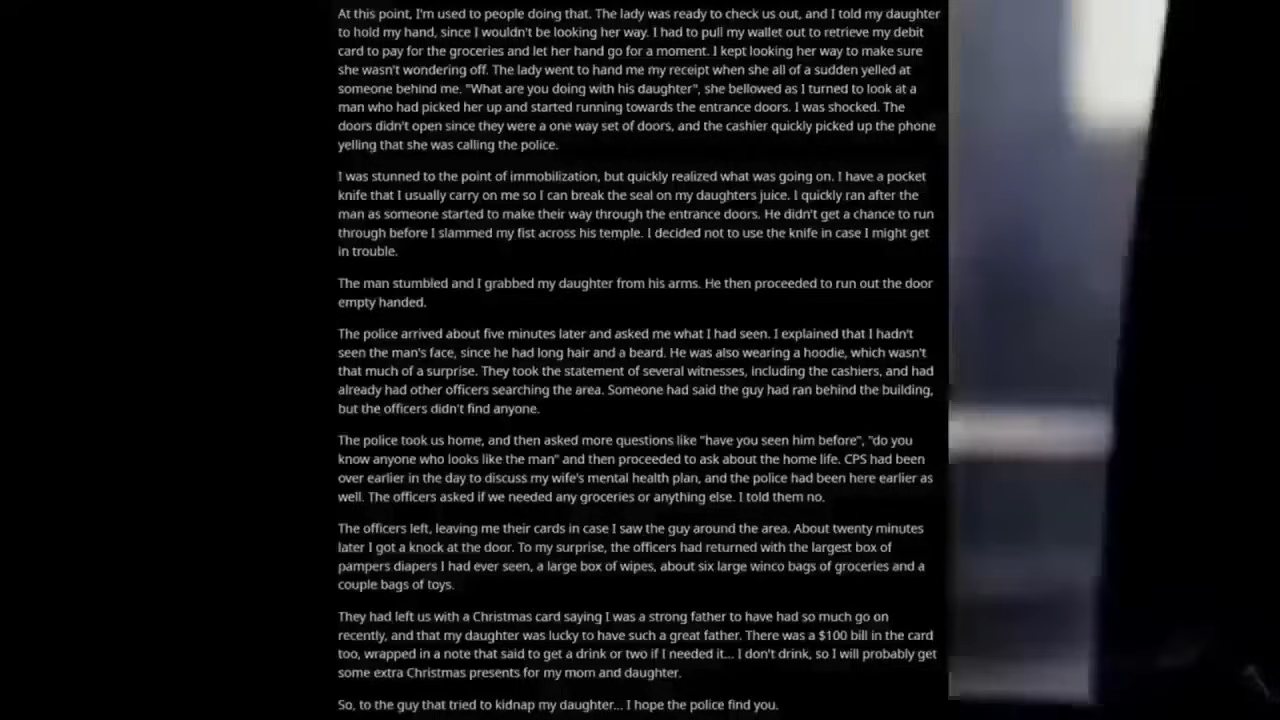 At this point, I'm used to people doing that. The lady was ready to check us out, and I told my daughter
to hold my hand, since I wouldn't be looking her way. I had to pull my wallet out to retrieve my debit
card to pay for the groceries and let her hand go for a moment. I kept looking her way to make sure
she wasn't wondering off. The lady went to hand me my receipt when she all of a sudden yelled at
someone behind me. "What are you doing with his daughter", she bellowed as I turned to look at a
man who had picked her up and started running towards the entrance doors. I was shocked. The
doors didn't open since they were a one way set of doors, and the cashier quickly picked up the phone
yelling that she was calling the police.
I was stunned to the point of immobilization, but quickly realized what was going on. I have a pocket
knife that I usually carry on me so I can break the seal on my daughters juice. I quickly ran after the
man as someone started to make their way through the entrance doors. He didn't get a chance to run
through before I slammed my fist across his temple. I decided not to use the knife in case I might get
in trouble.
The man stumbled and I grabbed my daughter from his arms. He then proceeded to run out the door
empty handed.
The police arrived about five minutes later and asked me what I had seen. I explained that I hadn't
seen the man's face, since he had long hair and a beard. He was also wearing a hoodie, which wasn't
that much of a surprise. They took the statement of several witnesses, including the cashiers, and had
already had other officers searching the area. Someone had said the guy had ran behind the building,
but the officers didn't find anyone.
The police took us home, and then asked more questions like "have you seen him before", "do you
know anyone who looks like the man" and then proceeded to ask about the home life. CPS had been
over earlier in the day to discuss my wife's mental health plan, and the police had been here earlier as
well. The officers asked if we needed any groceries or anything else. I told them no.
The officers left, leaving me their cards in case I saw the guy around the area. About twenty minutes
later I got a knock at the door. To my surprise, the officers had returned with the largest box of
pampers diapers I had ever seen, a large box of wipes, about six large winco bags of groceries and a
couple bags of toys.
They had left us with a Christmas card saying I was a strong father to have had so much go on
recently, and that my daughter was lucky to have such a great father. There was a $100 bill in the card
too, wrapped in a note that said to get a drink or two if I needed it... I don't drink, so I will probably get
some extra Christmas presents for my mom and daughter.
So, to the guy that tried to kidnap my daughter... I hope the police find you.